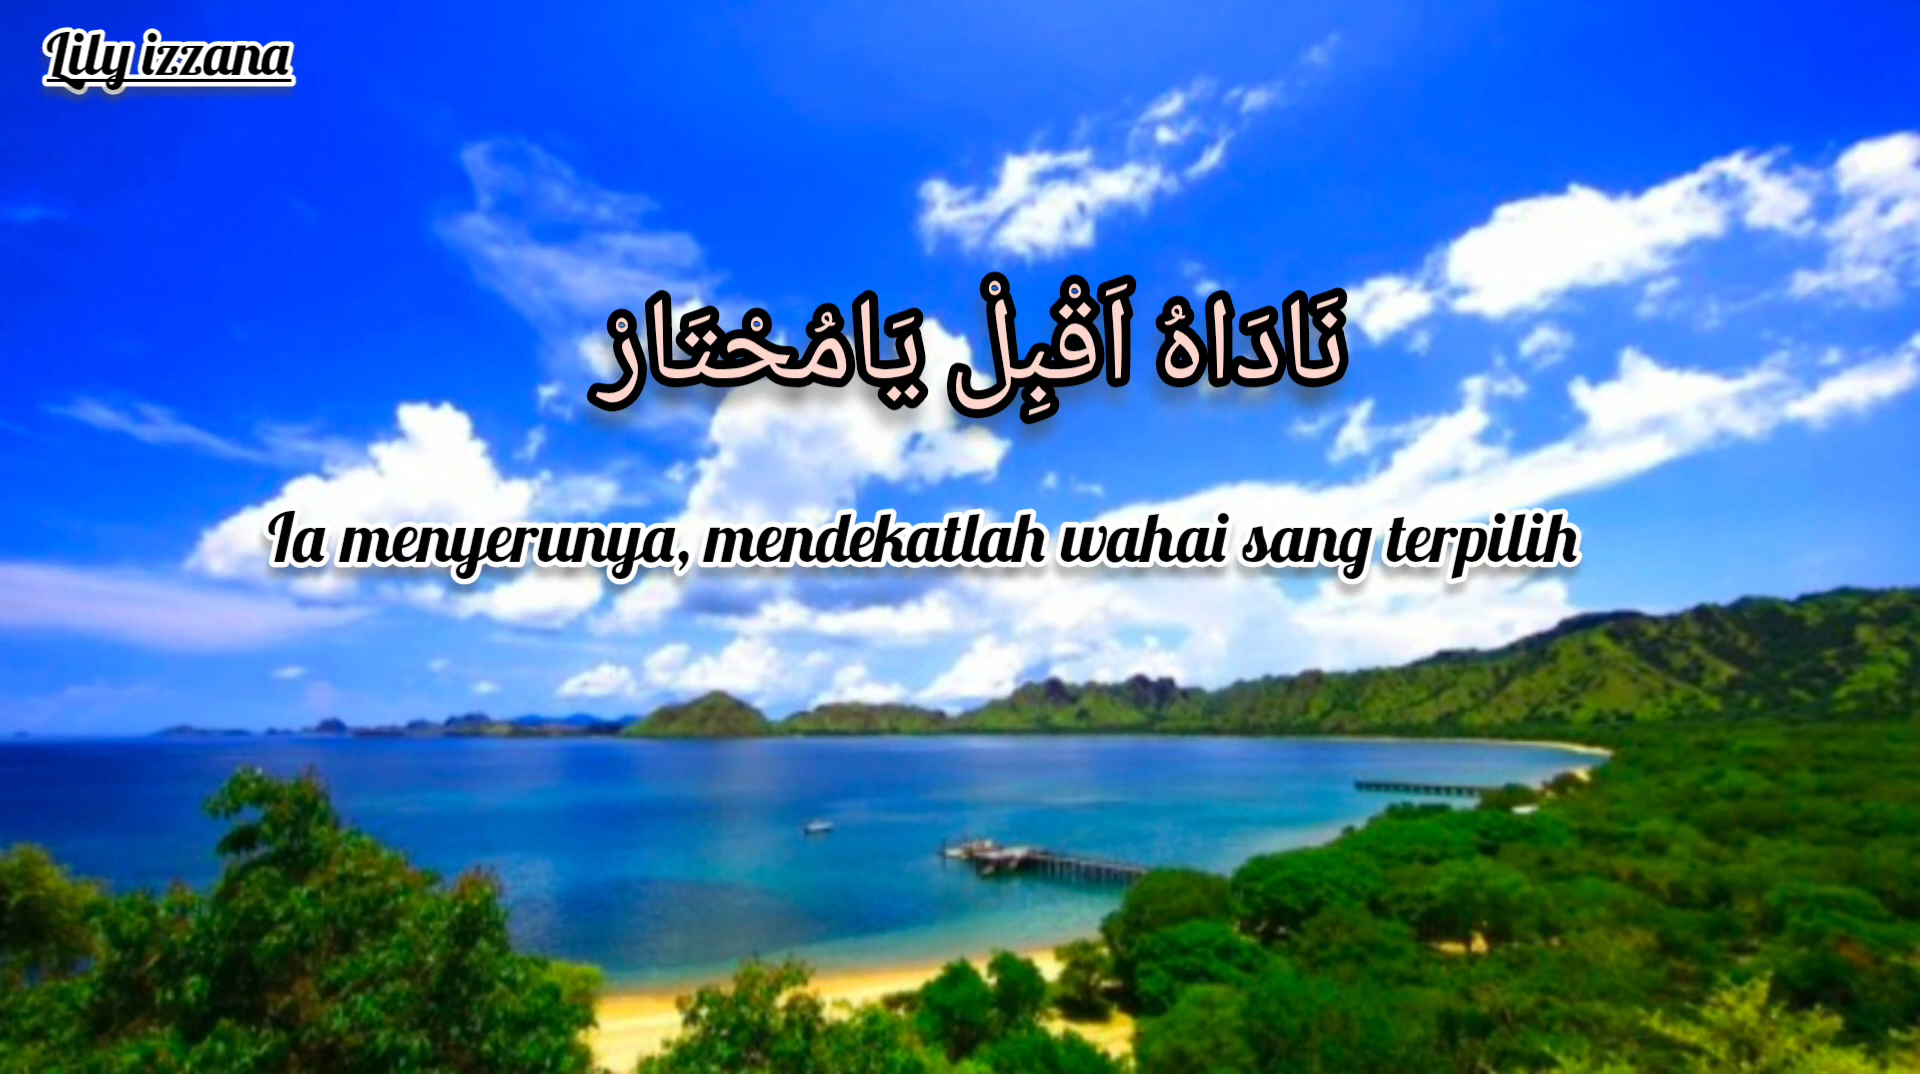 Lily izzana
نَادَاهُ اَقْبِلْ يَامُحْتَارْ
Ia menyerunya, mendekatlah wahai sang terpilih